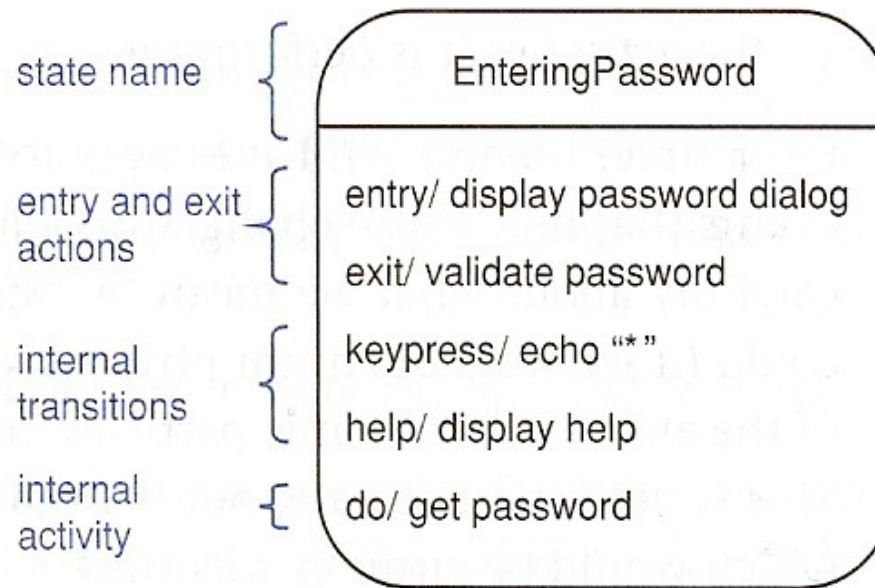 state name
EnteringPassword
entry and exit
actions
entry/ display password dialog
exit/ validate password
internal
transitions
keypress/ echo “*”
help/ display help
internal
activity
do/ get password